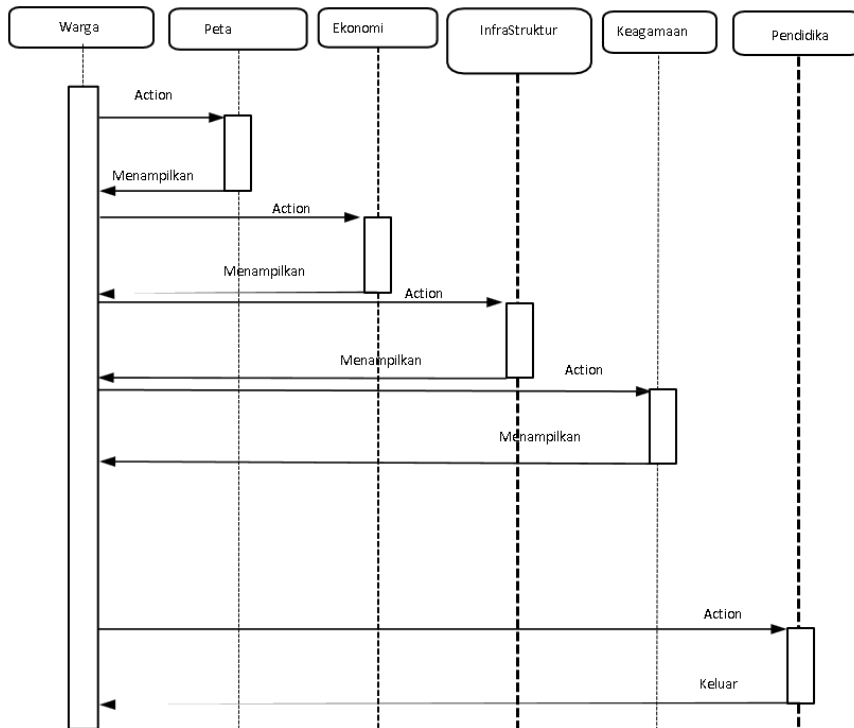 Warga
Peta
Ekonomi
InfraStruktur
Keagamaan
Pendidika
Action
Menampilkan
Action
Menampilkan
Action
Menampilkan
Action
Menampilkan
Action
Keluar